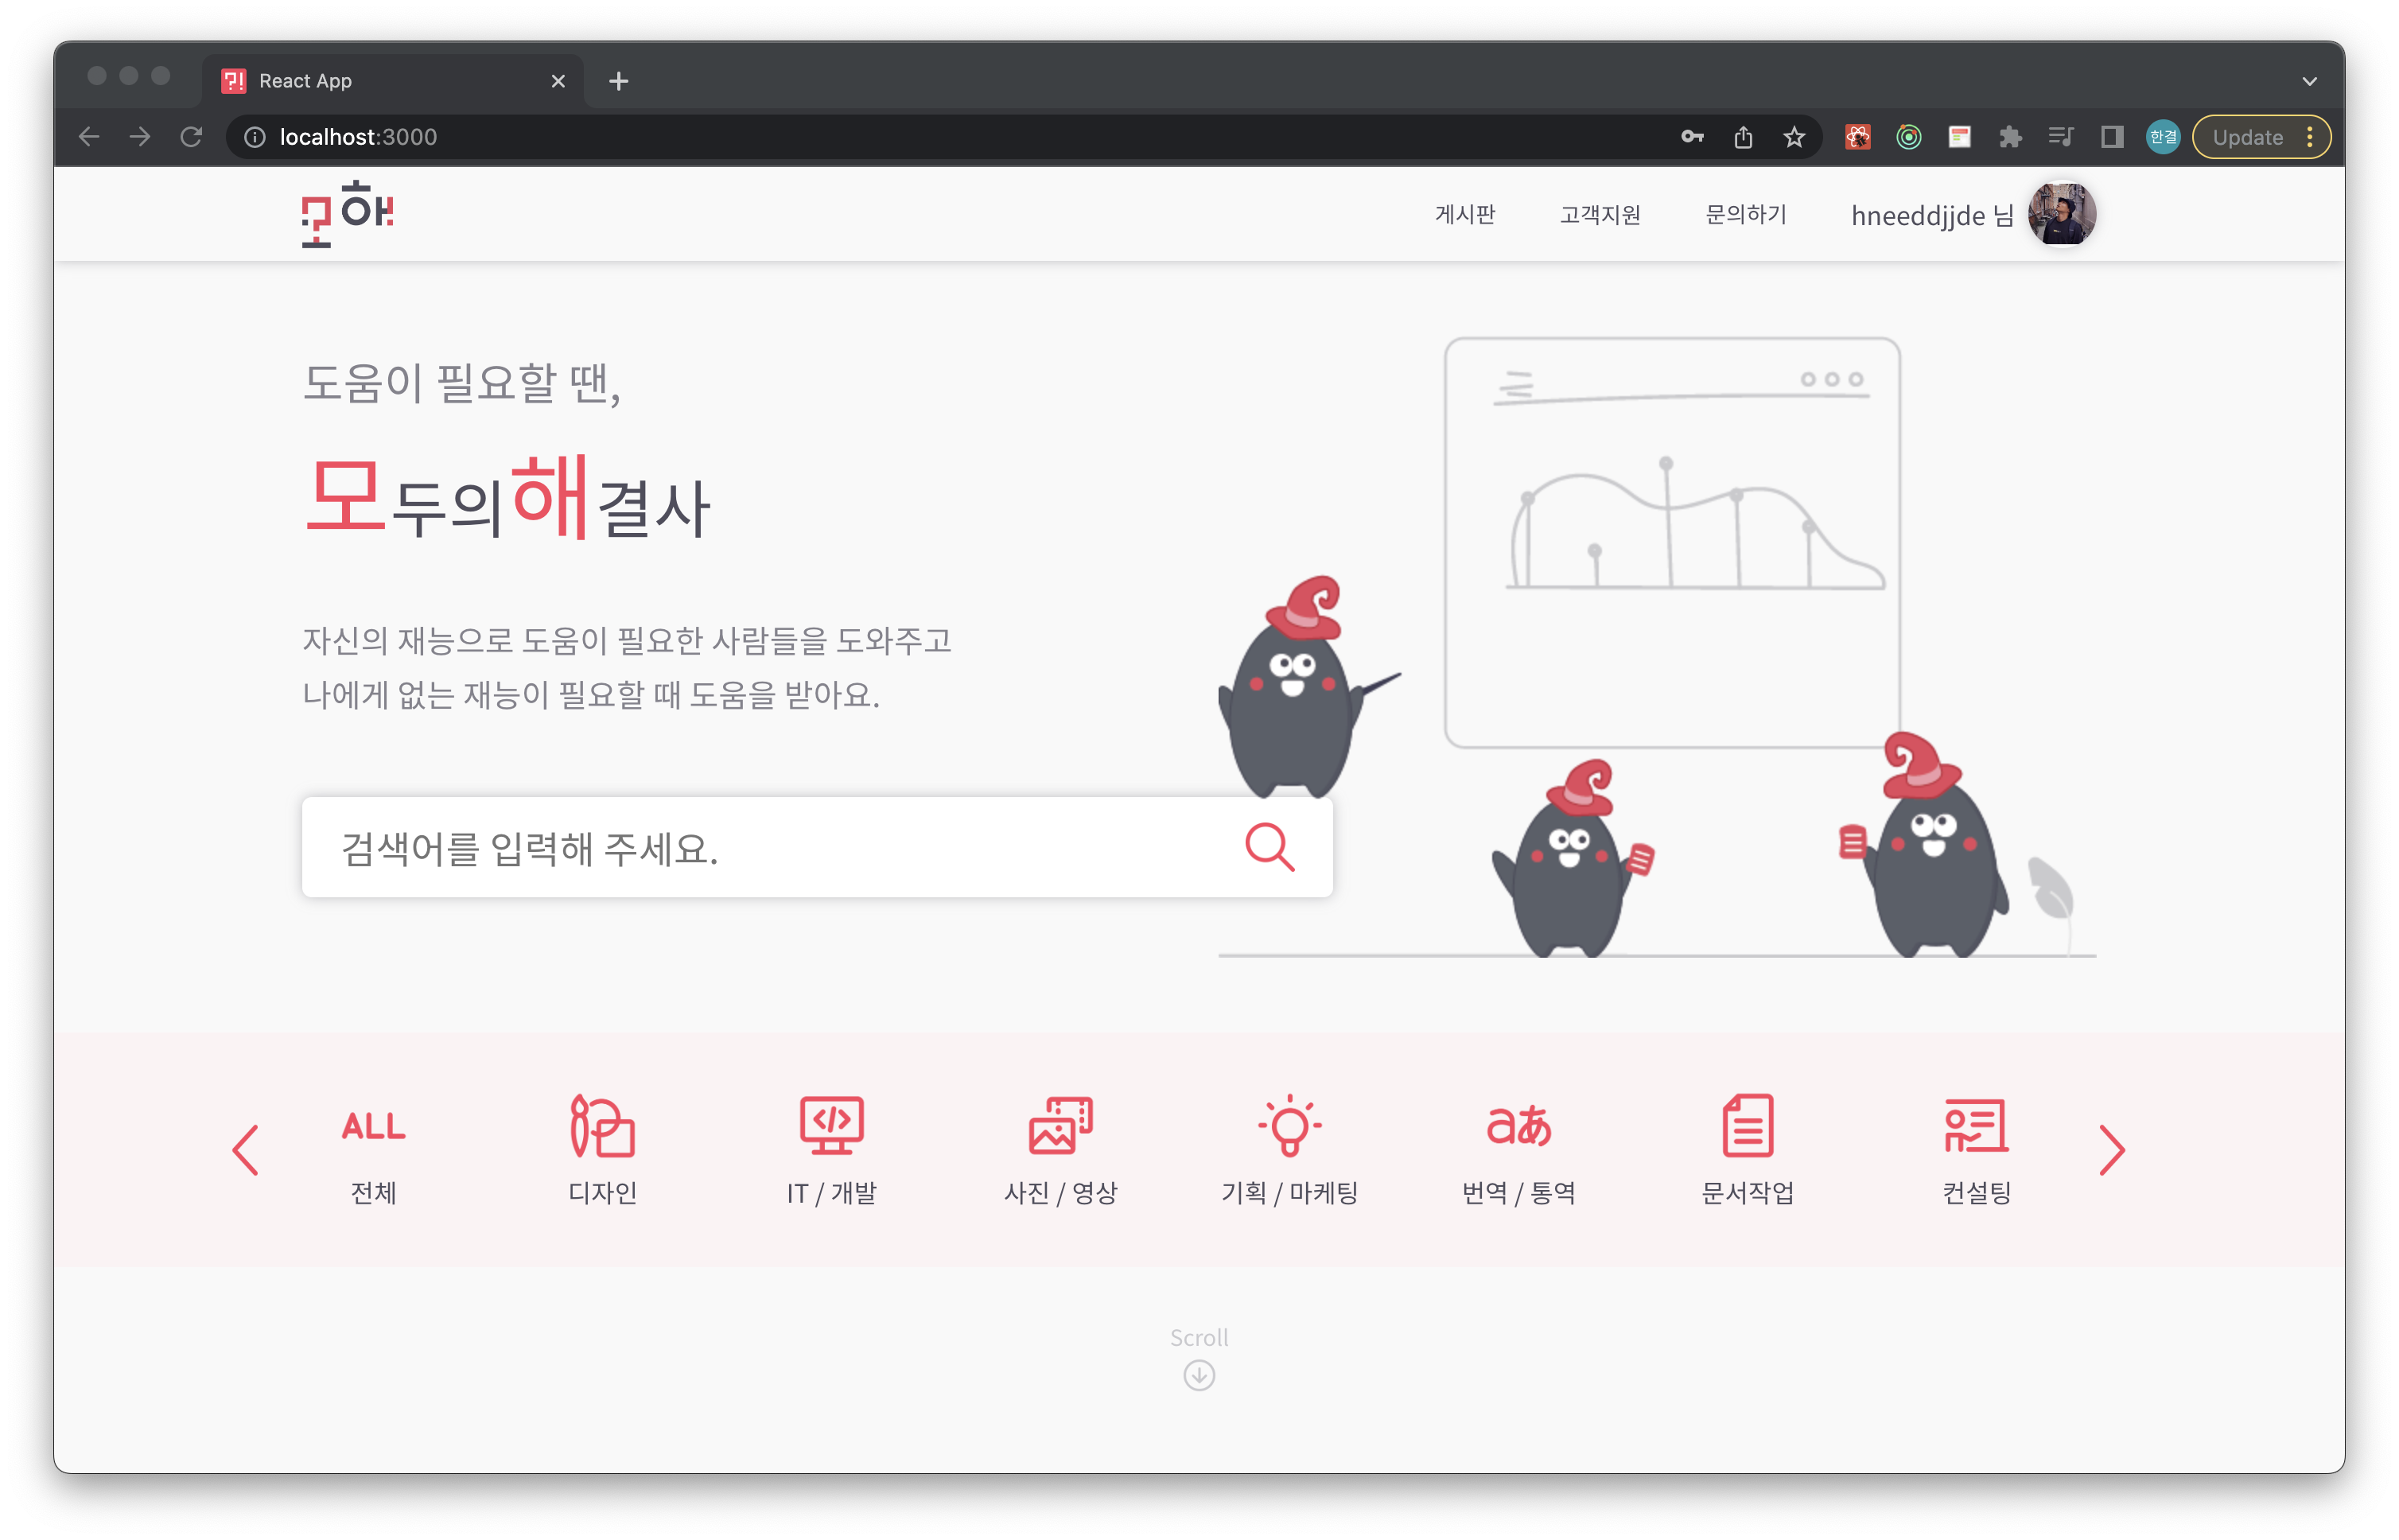 React App
localhost:3000
한결
Update
모해
게시판 고객지원 문의하기 hneeddjjde 님
도움이 필요할 땐,
모두의해결사
자신의 재능으로 도움이 필요한 사람들을 도와주고
나에게 없는 재능이 필요할 때 도움을 받아요.
검색어를 입력해 주세요.
ALL
aあ
전체 디자인 IT / 개발 사진 / 영상 기획 / 마케팅 번역 / 통역 문서작업 컨설팅
Scroll